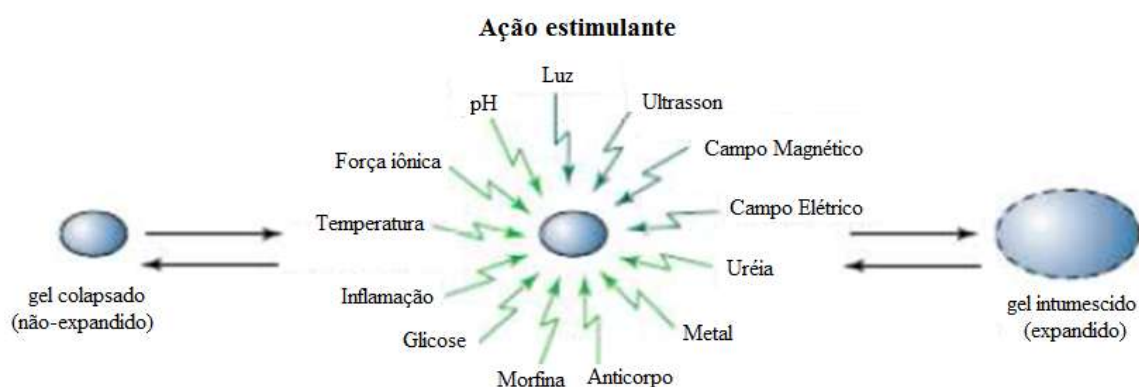 Ação estimulante
Luz
pH
Ultrasson
Força iônica
Campo Magnético
Temperatura
Campo Elétrico
Inflamação
Uréia
Glicose
Metal
Morfina
Anticorpo
gel colapsado
(não-expandido)
gel intumescido
(expandido)